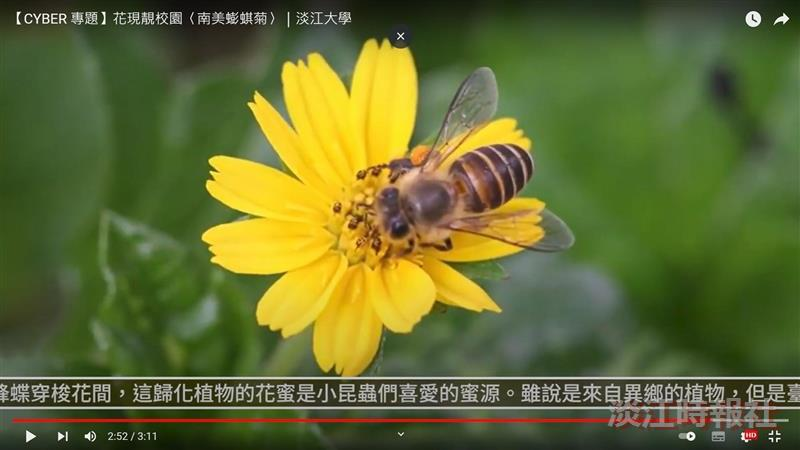 【CYBER 專題】花現靚校園〈南美蟛蜞菊〉｜淡江大學
蜂蝶穿梭花間，這歸化植物的花蜜是小昆蟲們喜愛的蜜源。雖說是來自異鄉的植物，但是臺
淡江時報社
2:52 / 3:11
HD